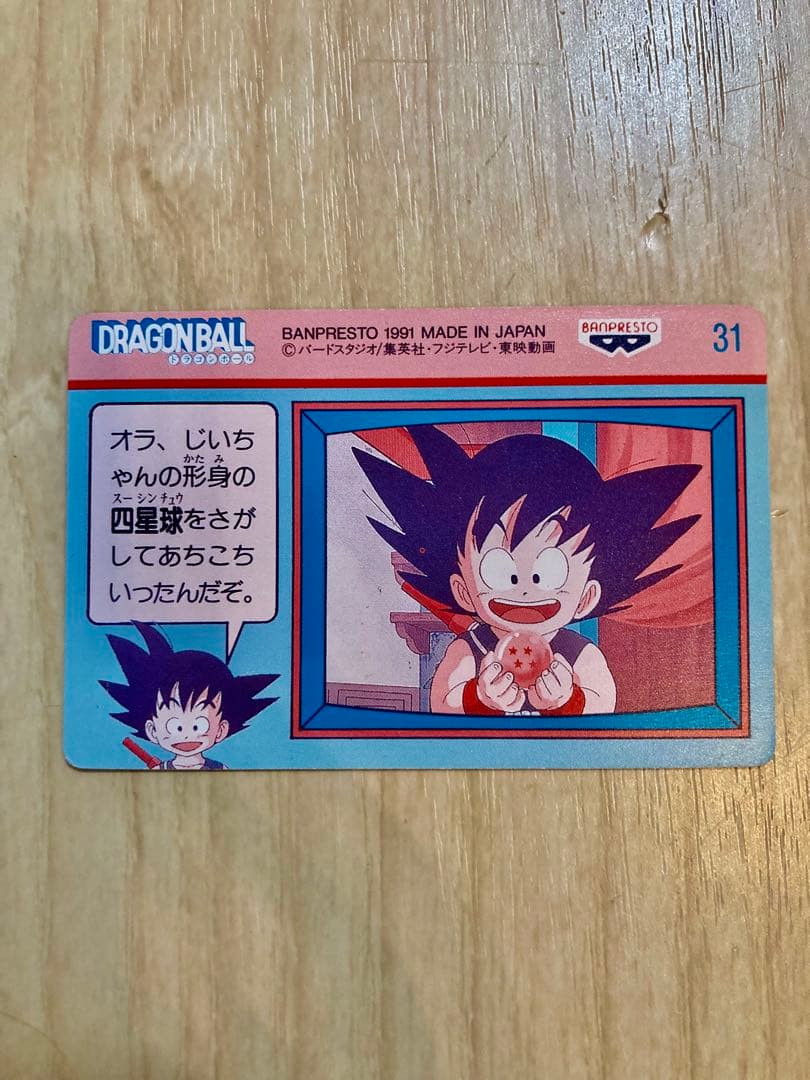 DRAGONBALL
ドラゴンボール
BANPRESTO 1991 MADE IN JAPAN
©バードスタジオ/集英社・フジテレビ・東映動画
BANPRESTO
31
オラ、じいち
かたみ
ゃんの形身の
スーシンチュウ
四星球をさが
してあちこち
いったんだぞ。